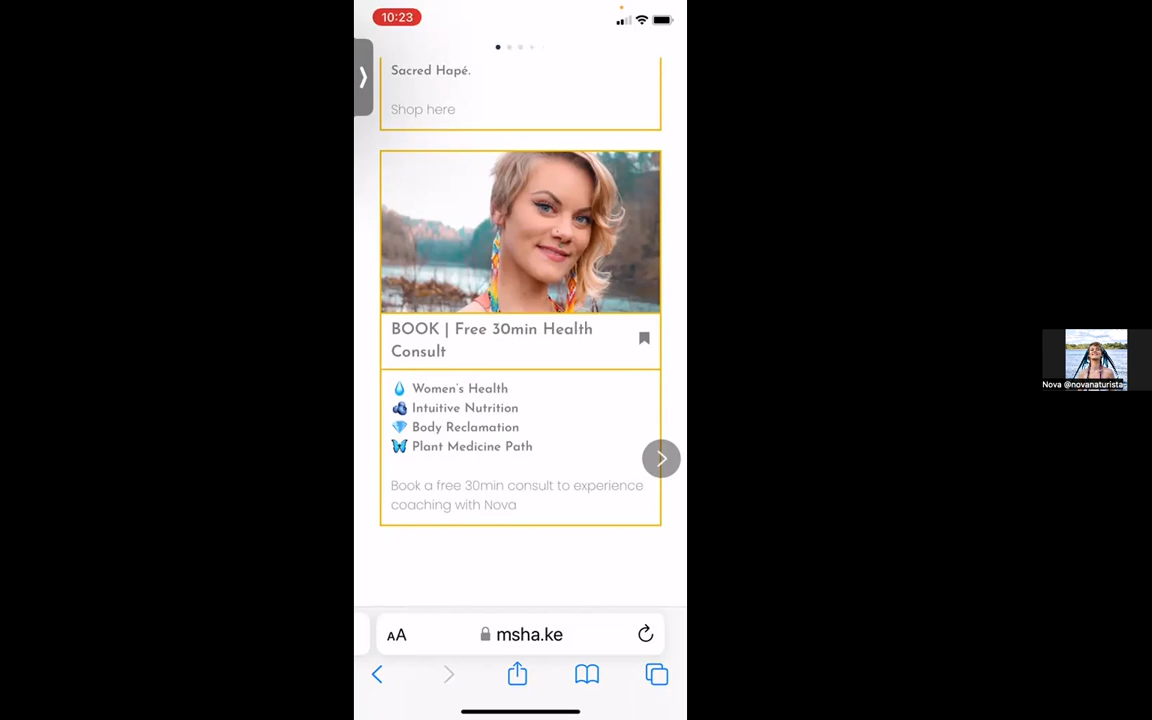 10:23
Sacred Hapé.
Shop here
BOOK | Free 30min Health
Consult
Women's Health
Intuitive Nutrition
Body Reclamation
Plant Medicine Path
Book a free 30min consult to experience
coaching with Nova
Nova @novanaturista
AA
msha.ke